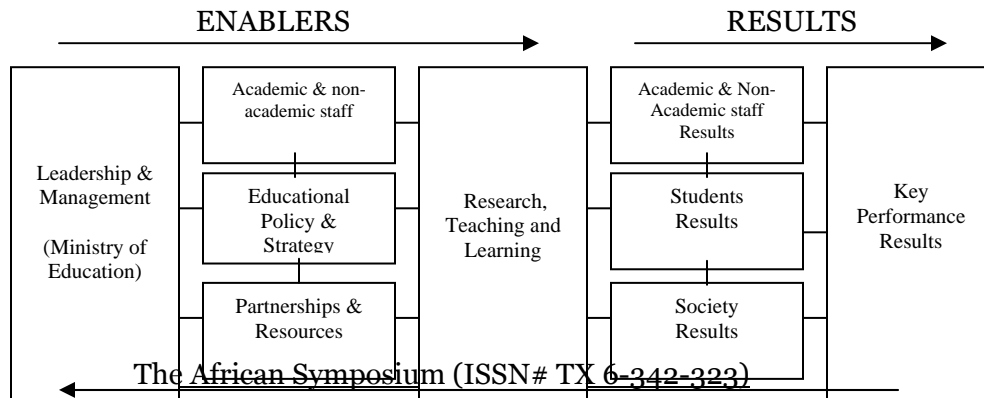 ENABLERS
RESULTS
Leadership &
Management
(Ministry of
Education)
Academic & non-
academic staff
Educational
Policy &
Strategy
Partnerships &
Resources
Research,
Teaching and
Learning
Academic & Non-
Academic staff
Results
Students
Results
Society
Results
Key
Performance
Results
The African Symposium (ISSN# TX 6-342-323)